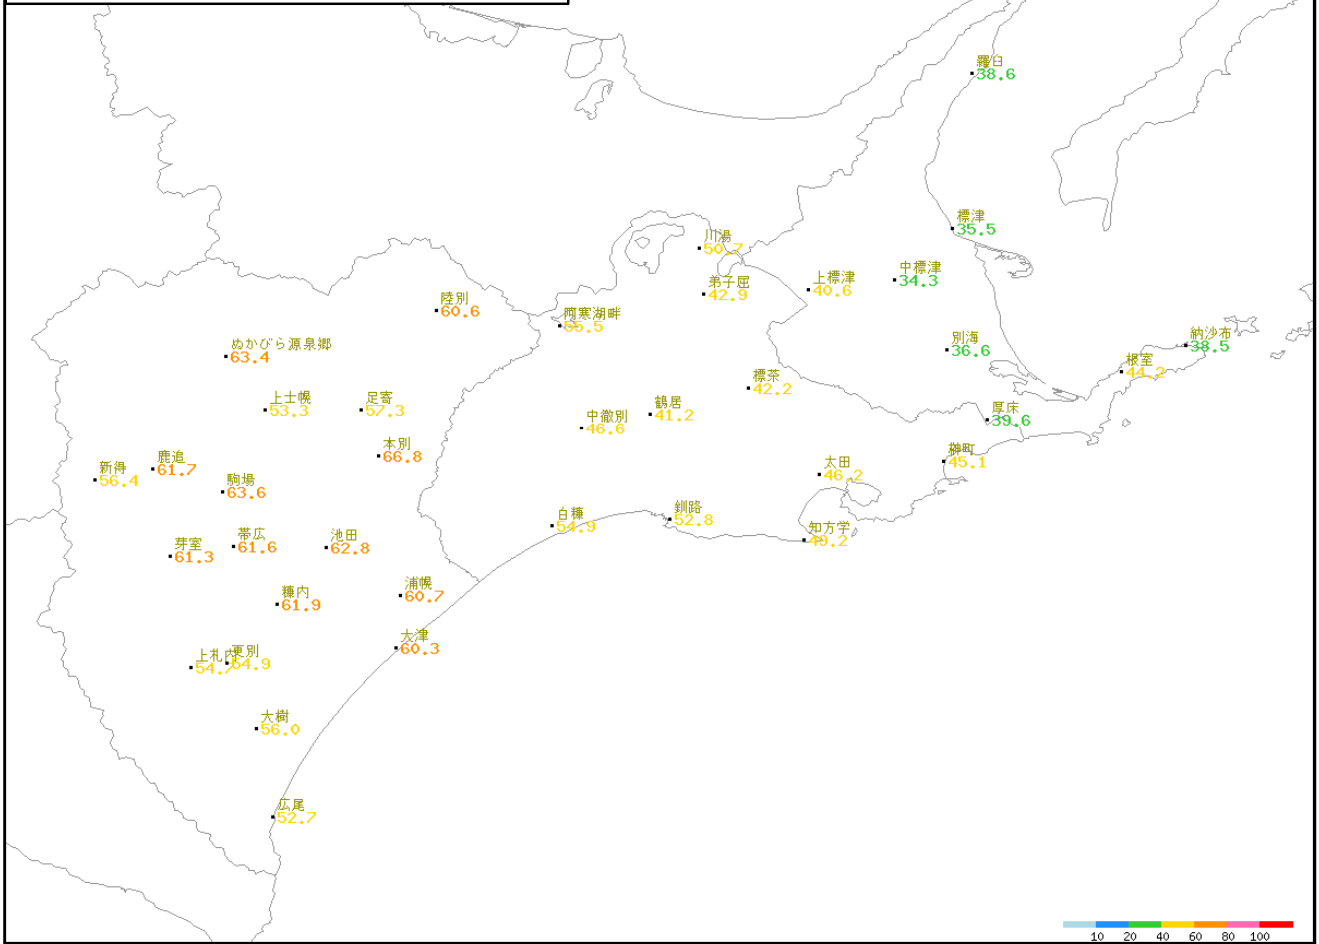 羅臼
38.6
標津
35.5
川湯
50.7
中標津
34.3
上標津
40.6
弟子屈
42.9
陸別
60.6
阿寒湖畔
55.5
納沙布
38.5
別海
36.6
ぬかびら源泉郷
63.4
根室
44.2
標茶
42.2
上士幌
53.3
足寄
57.3
鶴居
41.2
厚床
39.6
中徹別
46.6
本別
66.8
榊町
45.1
鹿追
61.7
新得
56.4
太田
46.2
駒場
63.6
釧路
52.8
白糠
54.9
知方学
49.2
帯広
61.6
池田
62.8
芽室
61.3
浦幌
60.7
糠内
61.9
大津
60.3
更別
54.9
上札内
54.7
大樹
56.0
広尾
52.7
10 20 40 60 80 100